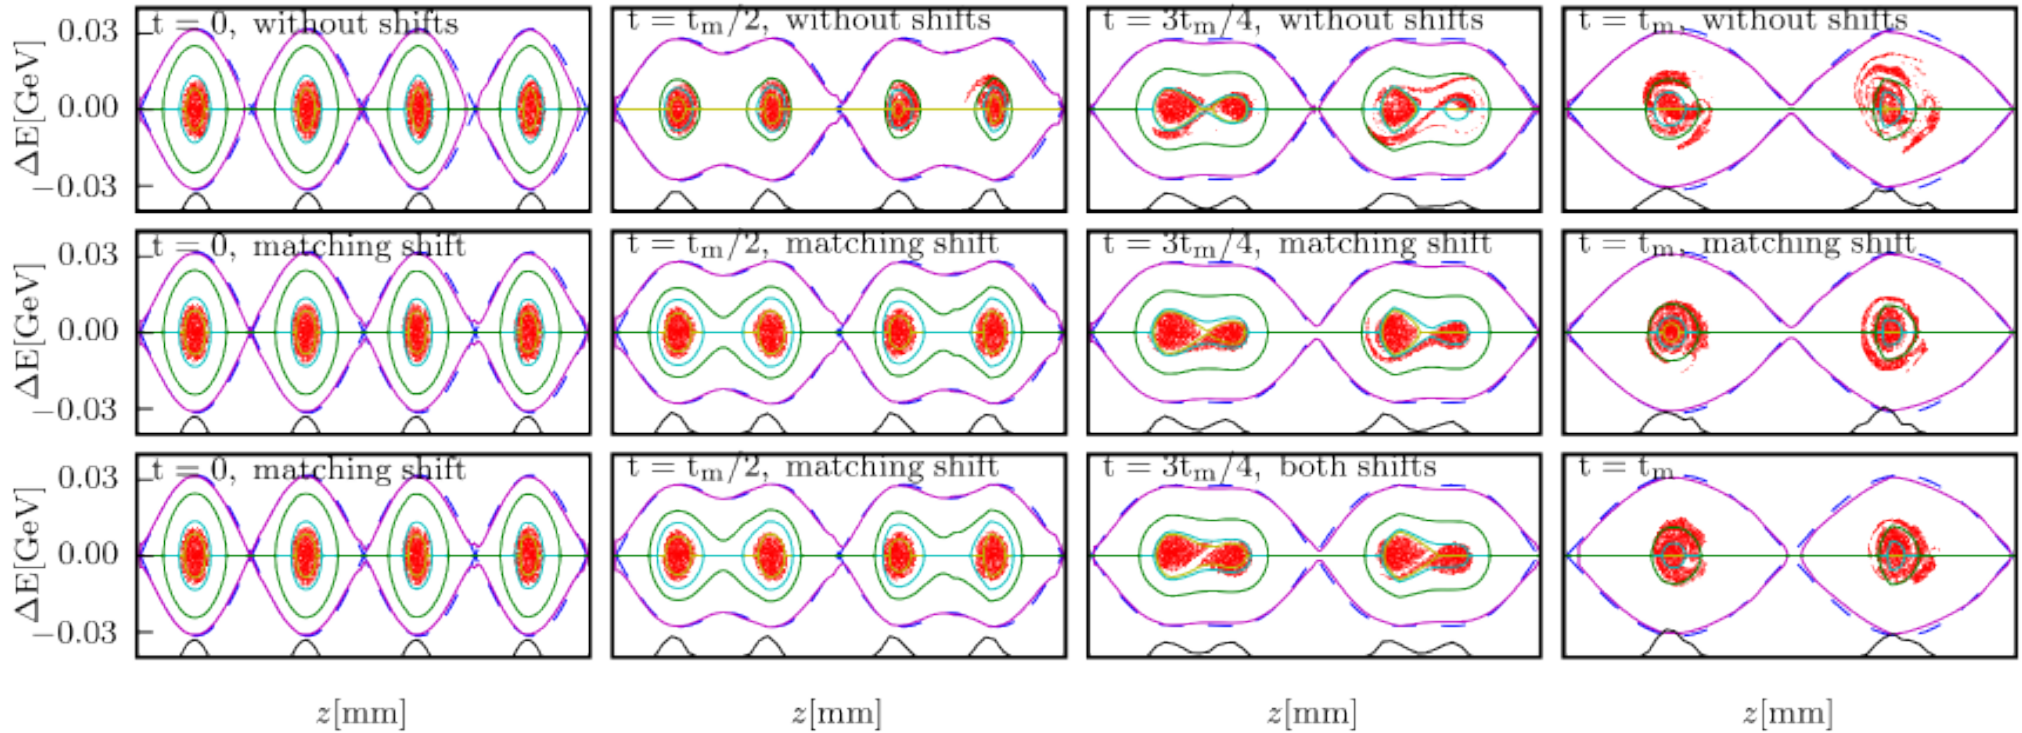 t = 0, without shifts
t = tm/2, without shifts
t = 3tm/4, without shifts
t = tm, without shifts
0.03
0.00
−0.03
ΔE[GeV]
t = 0, matching shift
t = tm/2, matching shift
t = 3tm/4, matching shift
t = tm, matching shift
0.03
0.00
−0.03
ΔE[GeV]
t = 0, matching shift
t = tm/2, matching shift
t = 3tm/4, both shifts
t = tm
0.03
0.00
−0.03
ΔE[GeV]
z[mm]
z[mm]
z[mm]
z[mm]